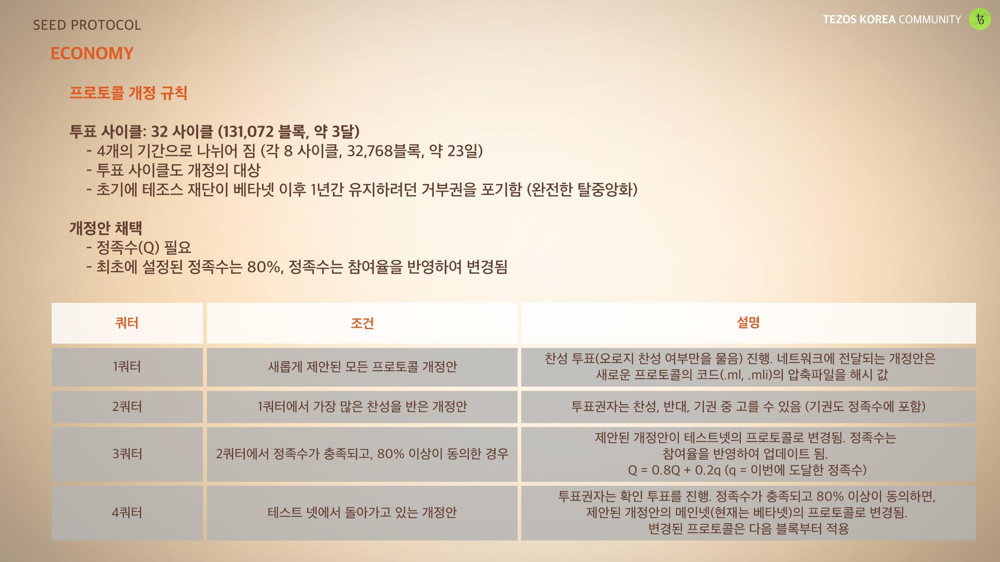 SEED PROTOCOL
TEZOS KOREA COMMUNITY
ECONOMY
프로토콜 개정 규칙
투표 사이클: 32 사이클 (131,072 블록, 약 3달)
- 4개의 기간으로 나뉘어 짐 (각 8 사이클, 32,768블록, 약 23일)
- 투표 사이클도 개정의 대상
- 초기에 테조스 재단이 베타넷 이후 1년간 유지하려던 거부권을 포기함 (완전한 탈중앙화)
개정안 채택
- 정족수(Q) 필요
- 최초에 설정된 정족수는 80%, 정족수는 참여율을 반영하여 변경됨
쿼터
조건
설명
1쿼터
새롭게 제안된 모든 프로토콜 개정안
찬성 투표(오로지 찬성 여부만을 물음) 진행. 네트워크에 전달되는 개정안은
새로운 프로토콜의 코드(.ml, .mli)의 압축파일을 해시 값
2쿼터
1쿼터에서 가장 많은 찬성을 반은 개정안
투표권자는 찬성, 반대, 기권 중 고를 수 있음 (기권도 정족수에 포함)
3쿼터
2쿼터에서 정족수가 충족되고, 80% 이상이 동의한 경우
제안된 개정안이 테스트넷의 프로토콜로 변경됨. 정족수는
참여율을 반영하여 업데이트 됨.
Q = 0.8Q + 0.2q (q = 이번에 도달한 정족수)
4쿼터
테스트 넷에서 돌아가고 있는 개정안
투표권자는 확인 투표를 진행. 정족수가 충족되고 80% 이상이 동의하면,
제안된 개정안의 메인넷(현재는 베타넷)의 프로토콜로 변경됨.
변경된 프로토콜은 다음 블록부터 적용